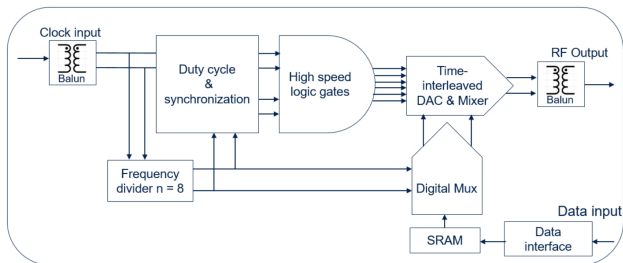 Clock input
Balun
Duty cycle
&
synchronization
High speed
logic gates
Time-
interleaved
DAC & Mixer
RF Output
Balun
Frequency
divider n = 8
Digital Mux
SRAM
Data input
Data
interface